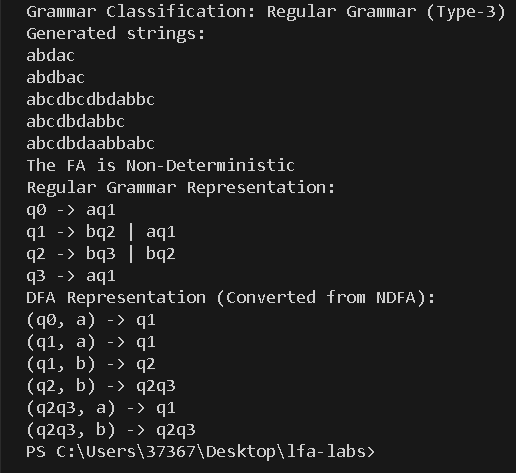 Grammar Classification: Regular Grammar (Type-3)
Generated strings:
abdac
abdbac
abcdbcdbdabbc
abcdbdabbc
abcdbdaabbabc
The FA is Non-Deterministic
Regular Grammar Representation:
q0 -> aq1
q1 -> bq2 | aq1
q2 -> bq3 | bq2
q3 -> aq1
DFA Representation (Converted from NDFA):
(q0, a) -> q1
(q1, a) -> q1
(q1, b) -> q2
(q2, b) -> q2q3
(q2q3, a) -> q1
(q2q3, b) -> q2q3
PS C:\Users\37367\Desktop\lfa-labs>